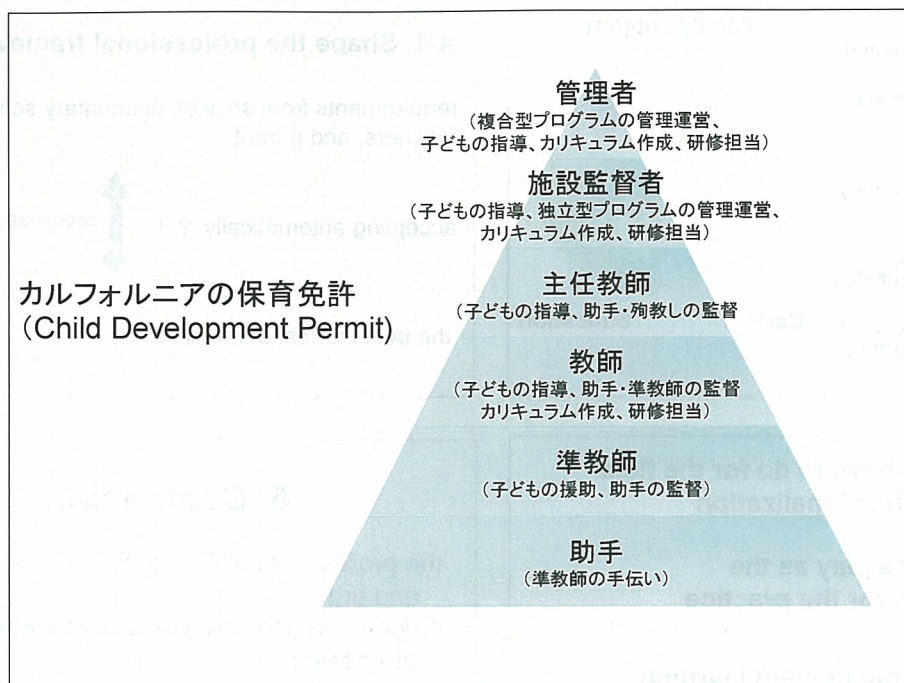 管理者
（複合型プログラムの管理運営、
子どもの指導、カリキュラム作成、研修担当）
施設監督者
（子どもの指導、独立型プログラムの管理運営、
カリキュラム作成、研修担当）
カルフォルニアの保育免許
（Child Development Permit)
主任教師
（子どもの指導、助手・殉教しの監督
教師
（子どもの指導、助手・準教師の監督
カリキュラム作成、研修担当）
準教師
（子どもの援助、助手の監督）
助手
（準教師の手伝い）